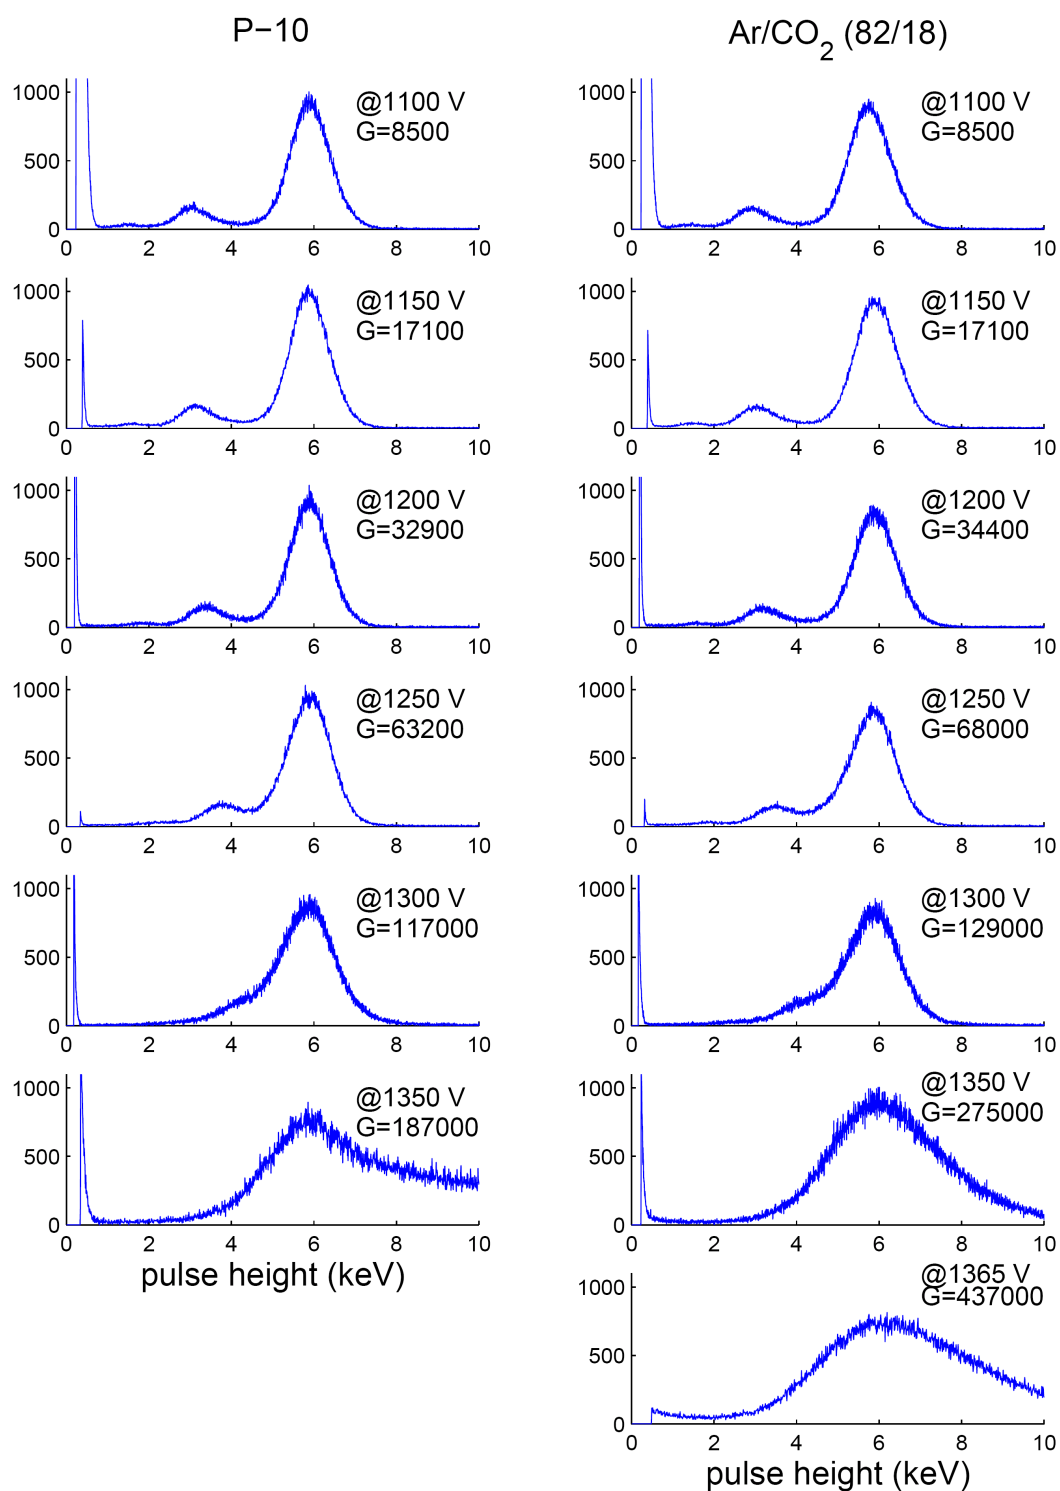 P−10
Ar/CO2 (82/18)
1000
500
0
0 2 4 6 8 10
@1100 V
G=8500
1000
500
0
0 2 4 6 8 10
@1100 V
G=8500
1000
500
0
0 2 4 6 8 10
@1150 V
G=17100
1000
500
0
0 2 4 6 8 10
@1150 V
G=17100
1000
500
0
0 2 4 6 8 10
@1200 V
G=32900
1000
500
0
0 2 4 6 8 10
@1200 V
G=34400
1000
500
0
0 2 4 6 8 10
@1250 V
G=63200
1000
500
0
0 2 4 6 8 10
@1250 V
G=68000
1000
500
0
0 2 4 6 8 10
@1300 V
G=117000
1000
500
0
0 2 4 6 8 10
@1300 V
G=129000
1000
500
0
0 2 4 6 8 10
@1350 V
G=187000
pulse height (keV)
1000
500
0
0 2 4 6 8 10
@1350 V
G=275000
1000
500
0
0 2 4 6 8 10
@1365 V
G=437000
pulse height (keV)